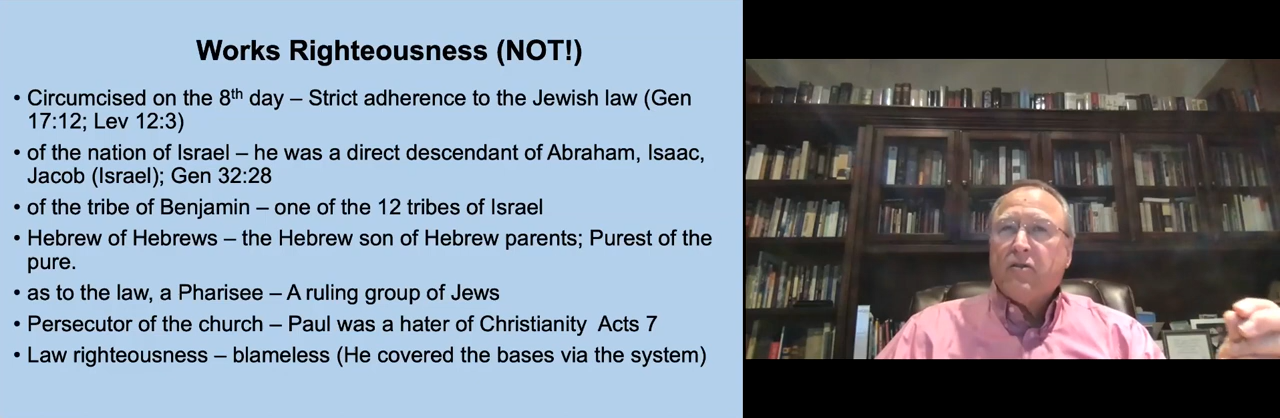 Works Righteousness (NOT!)
• Circumcised on the 8th day – Strict adherence to the Jewish law (Gen
17:12; Lev 12:3)
• of the nation of Israel – he was a direct descendant of Abraham, Isaac,
Jacob (Israel); Gen 32:28
• of the tribe of Benjamin – one of the 12 tribes of Israel
• Hebrew of Hebrews – the Hebrew son of Hebrew parents; Purest of the
pure.
• as to the law, a Pharisee – A ruling group of Jews
• Persecutor of the church – Paul was a hater of Christianity  Acts 7
• Law righteousness – blameless (He covered the bases via the system)